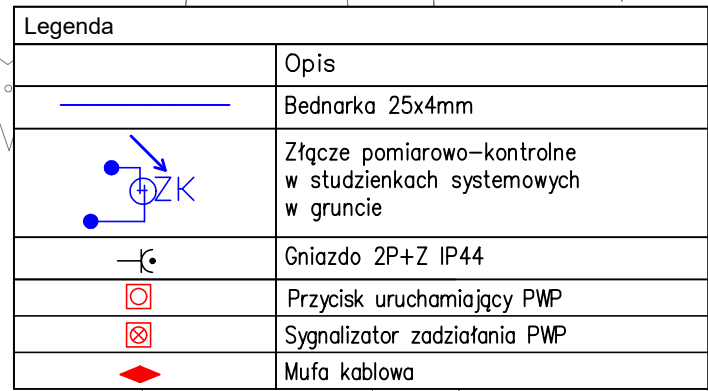 Legenda
Opis
Bednarka 25x4mm
ZK
Złącze pomiarowo-kontrolne
w studzienkach systemowych
w gruncie
Gniazdo 2P+Z IP44
Przycisk uruchamiający PWP
Sygnalizator zadziałania PWP
Mufa kablowa